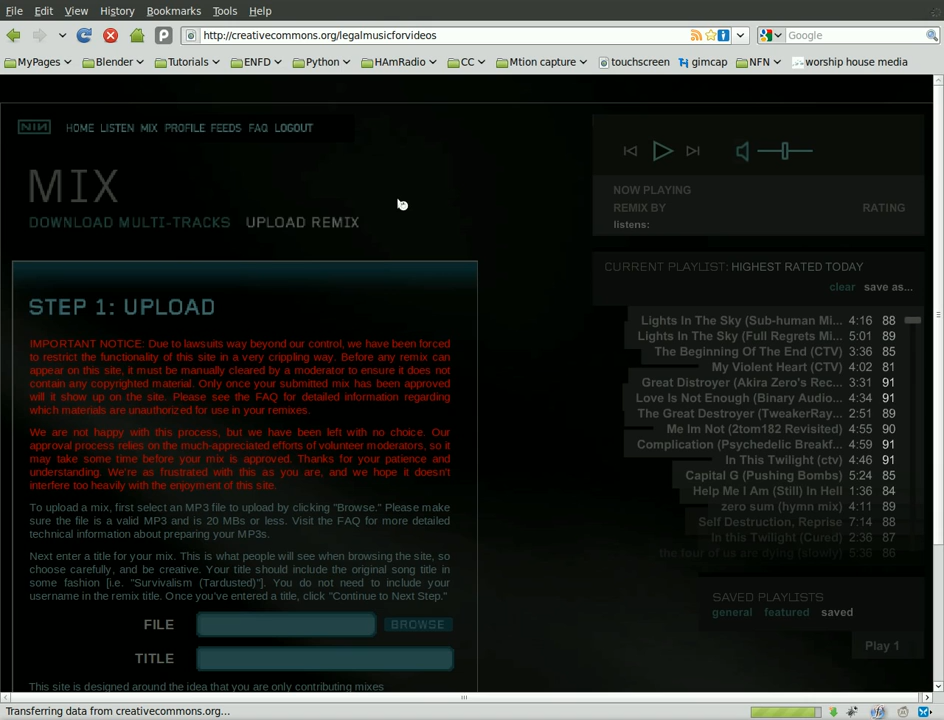 File Edit View History Bookmarks Tools Help
http://creativecommons.org/legalmusicforvideos
Google
MyPages Blender Tutorials ENFD Python HAmRadio CC Mtion capture touchscreen gimcap NFN worship house media
NIN HOME LISTEN MIX PROFILE FEEDS FAQ LOGOUT
MIX
DOWNLOAD MULTI-TRACKS UPLOAD REMIX
STEP 1: UPLOAD
IMPORTANT NOTICE: Due to lawsuits way beyond our control, we have been forced
to restrict the functionality of this site in a very crippling way. Before any remix can
appear on this site, it must be manually cleared by a moderator to ensure it does not
contain any copyrighted material. Only once your submitted mix has been approved
will it show up on the site. Please see the FAQ for detailed information regarding
which materials are unauthorized for use in your remixes.
We are not happy with this process, but we have been left with no choice. Our
approval process relies on the much-appreciated efforts of volunteer moderators, so it
may take some time before your mix is approved. Thanks for your patience and
understanding. We're as frustrated with this as you are, and we hope it doesn't
interfere too heavily with the enjoyment of this site.
To upload a mix, first select an MP3 file to upload by clicking "Browse." Please make
sure the file is a valid MP3 and is 20 MBs or less. Visit the FAQ for more detailed
technical information about preparing your MP3s.
Next enter a title for your mix. This is what people will see when browsing the site, so
choose carefully, and be creative. Your title should include the original song title in
some fashion [i.e. "Survivalism (Tardusted)"]. You do not need to include your
username in the remix title. Once you've entered a title, click "Continue to Next Step."
FILE BROWSE
TITLE
This site is designed around the idea that you are only contributing mixes
NOW PLAYING
REMIX BY RATING
listens:
CURRENT PLAYLIST: HIGHEST RATED TODAY
clear save as...
Lights In The Sky (Sub-human Mi... 4:16 88
Lights In The Sky (Full Regrets Mi... 5:01 89
The Beginning Of The End (CTV) 3:36 85
My Violent Heart (CTV) 4:02 81
Great Distroyer (Akira Zero's Rec... 3:31 91
Love Is Not Enough (Binary Audio... 4:34 91
The Great Destroyer (TweakerRay... 2:51 89
Me Im Not (2tom182 Revisited) 4:55 90
Complication (Psychedelic Breakf... 4:59 91
In This Twilight (ctv) 4:46 91
Capital G (Pushing Bombs) 5:24 85
Help Me I Am (Still) In Hell 1:36 84
zero sum (hymn mix) 4:11 89
Self Destruction, Reprise 7:14 88
In this Twilight (Cured) 2:36 87
the four of us are dying (slowly) 5:38 86
SAVED PLAYLISTS
general featured saved
Play 1
Transferring data from creativecommons.org...